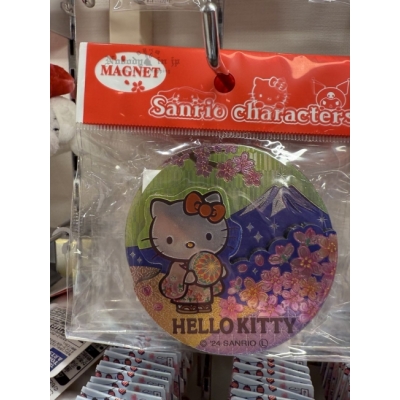 MAGNET
Sanrio characters
HELLO KITTY
© '24 SANRIO Ⓛ